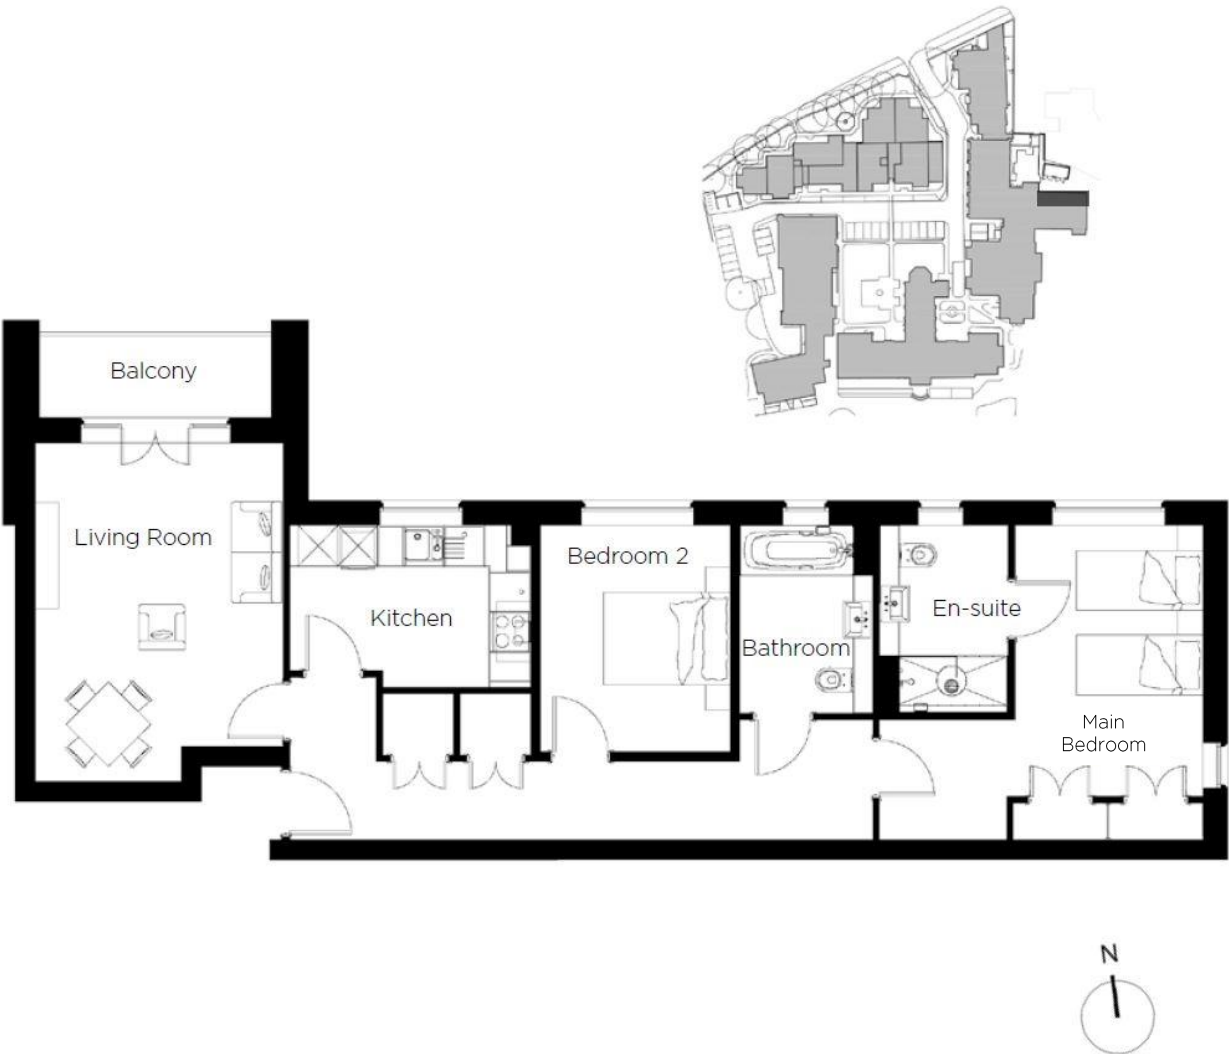 Balcony
Living Room
Kitchen
Bedroom 2
Bathroom
En-suite
Main
Bedroom
N